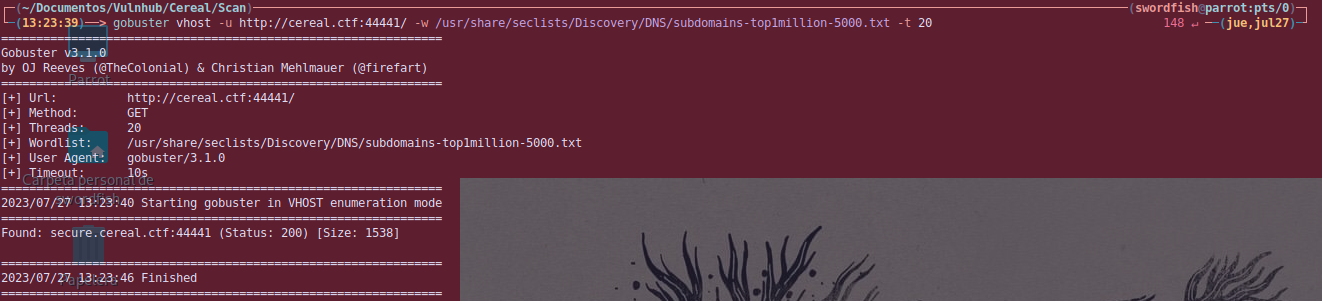 (~/Documentos/Vulnhub/Cereal/Scan) (swordfish@parrot:pts/0)
(13:23:39)──> gobuster vhost -u http://cereal.ctf:44441/ -w /usr/share/seclists/Discovery/DNS/subdomains-top1million-5000.txt -t 20 148 ↵ ──(jue,jul27)
===============================================================
Gobuster v3.1.0
by OJ Reeves (@TheColonial) & Christian Mehlmauer (@firefart)
Parrot
===============================================================
[+] Url: http://cereal.ctf:44441/
[+] Method: GET
[+] Threads: 20
[+] Wordlist: /usr/share/seclists/Discovery/DNS/subdomains-top1million-5000.txt
[+] User Agent: gobuster/3.1.0
[+] Timeout: 10s
Carpeta personal de
===============================================================
swordfish
2023/07/27 13:23:40 Starting gobuster in VHOST enumeration mode
===============================================================
Found: secure.cereal.ctf:44441 (Status: 200) [Size: 1538]
===============================================================
2023/07/27 13:23:46 Finished
Papelera
===============================================================